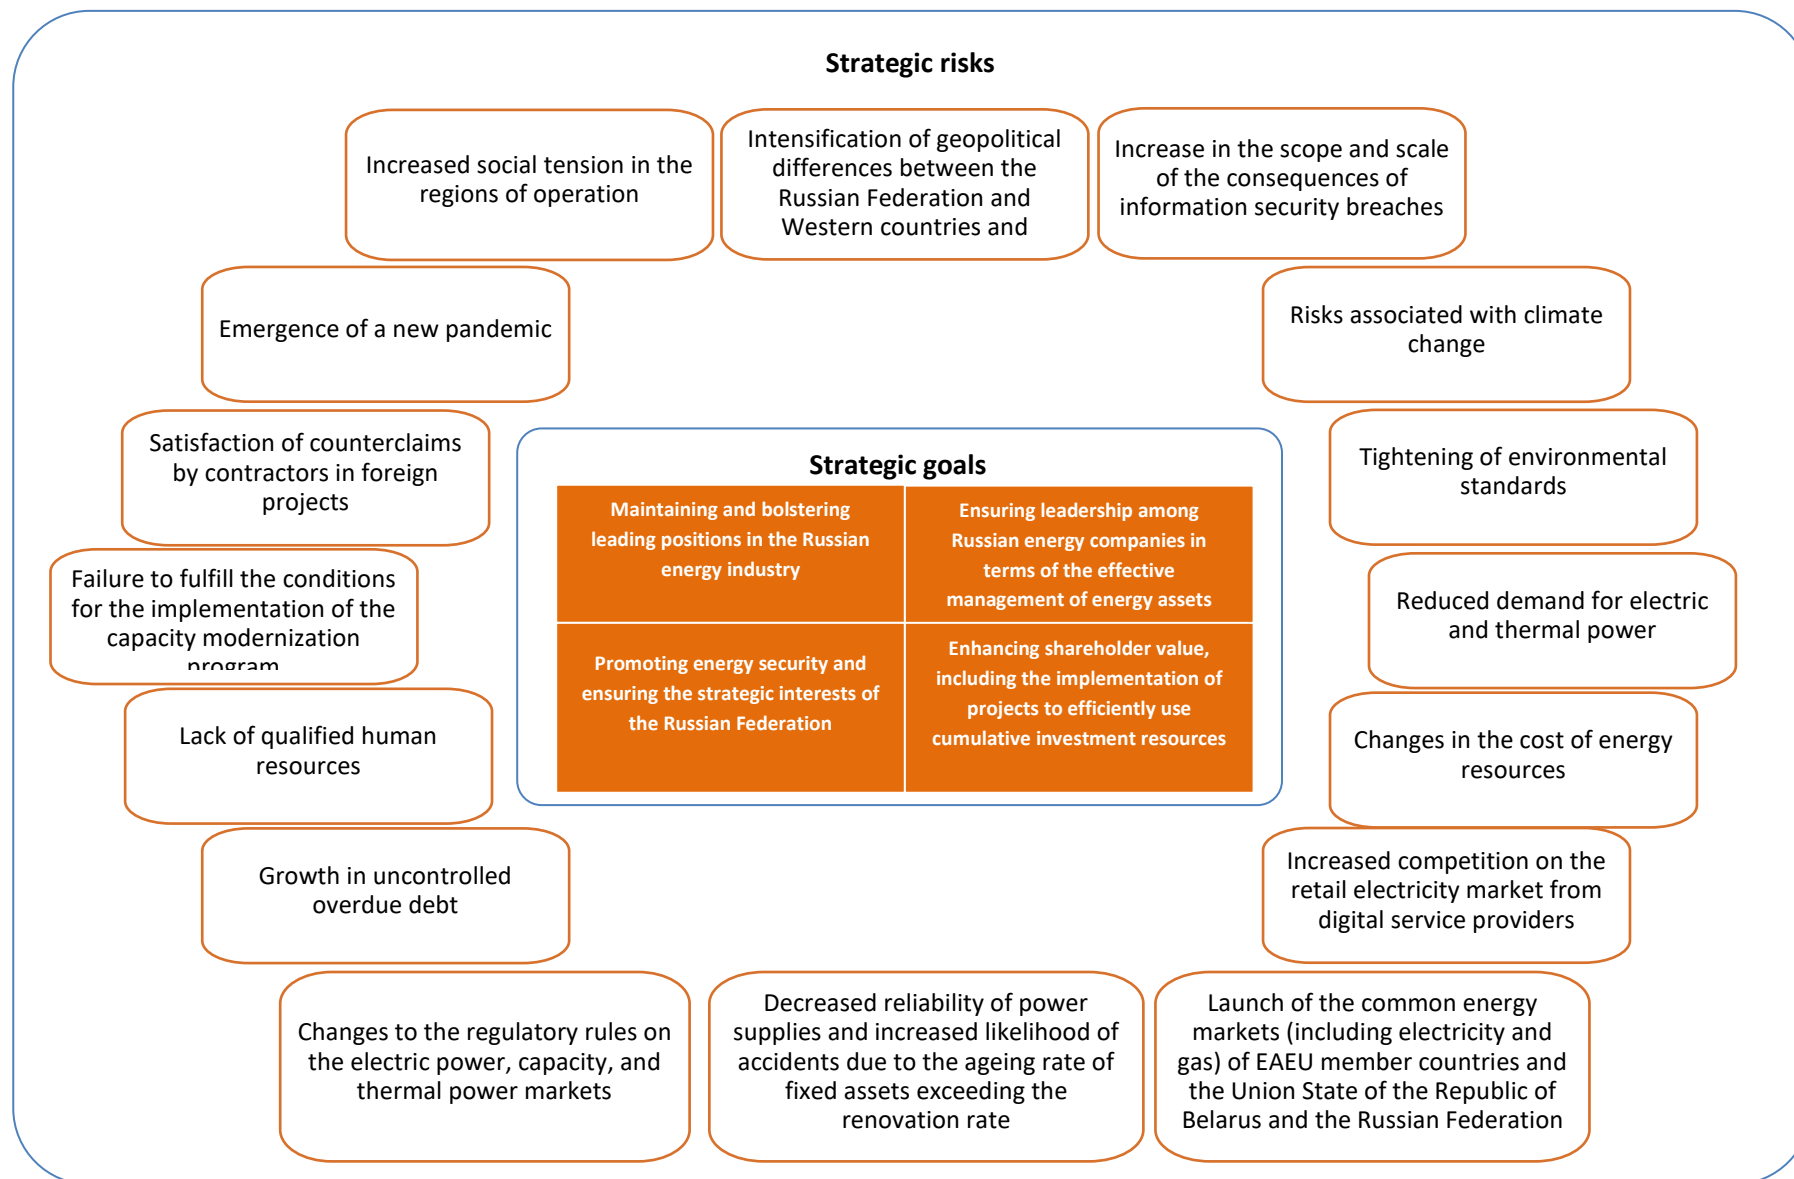 Strategic risks
Increased social tension in the
regions of operation
Intensification of geopolitical
differences between the
Russian Federation and
Western countries and
Increase in the scope and scale
of the consequences of
information security breaches
Emergence of a new pandemic
Risks associated with climate
change
Satisfaction of counterclaims
by contractors in foreign
projects
Tightening of environmental
standards
Strategic goals
Maintaining and bolstering
leading positions in the Russian
energy industry
Ensuring leadership among
Russian energy companies in
terms of the effective
management of energy assets
Promoting energy security and
ensuring the strategic interests of
the Russian Federation
Enhancing shareholder value,
including the implementation of
projects to efficiently use
cumulative investment resources
Failure to fulfill the conditions
for the implementation of the
capacity modernization
program
Reduced demand for electric
and thermal power
Lack of qualified human
resources
Changes in the cost of energy
resources
Growth in uncontrolled
overdue debt
Increased competition on the
retail electricity market from
digital service providers
Changes to the regulatory rules on
the electric power, capacity, and
thermal power markets
Decreased reliability of power
supplies and increased likelihood of
accidents due to the ageing rate of
fixed assets exceeding the
renovation rate
Launch of the common energy
markets (including electricity and
gas) of EAEU member countries and
the Union State of the Republic of
Belarus and the Russian Federation